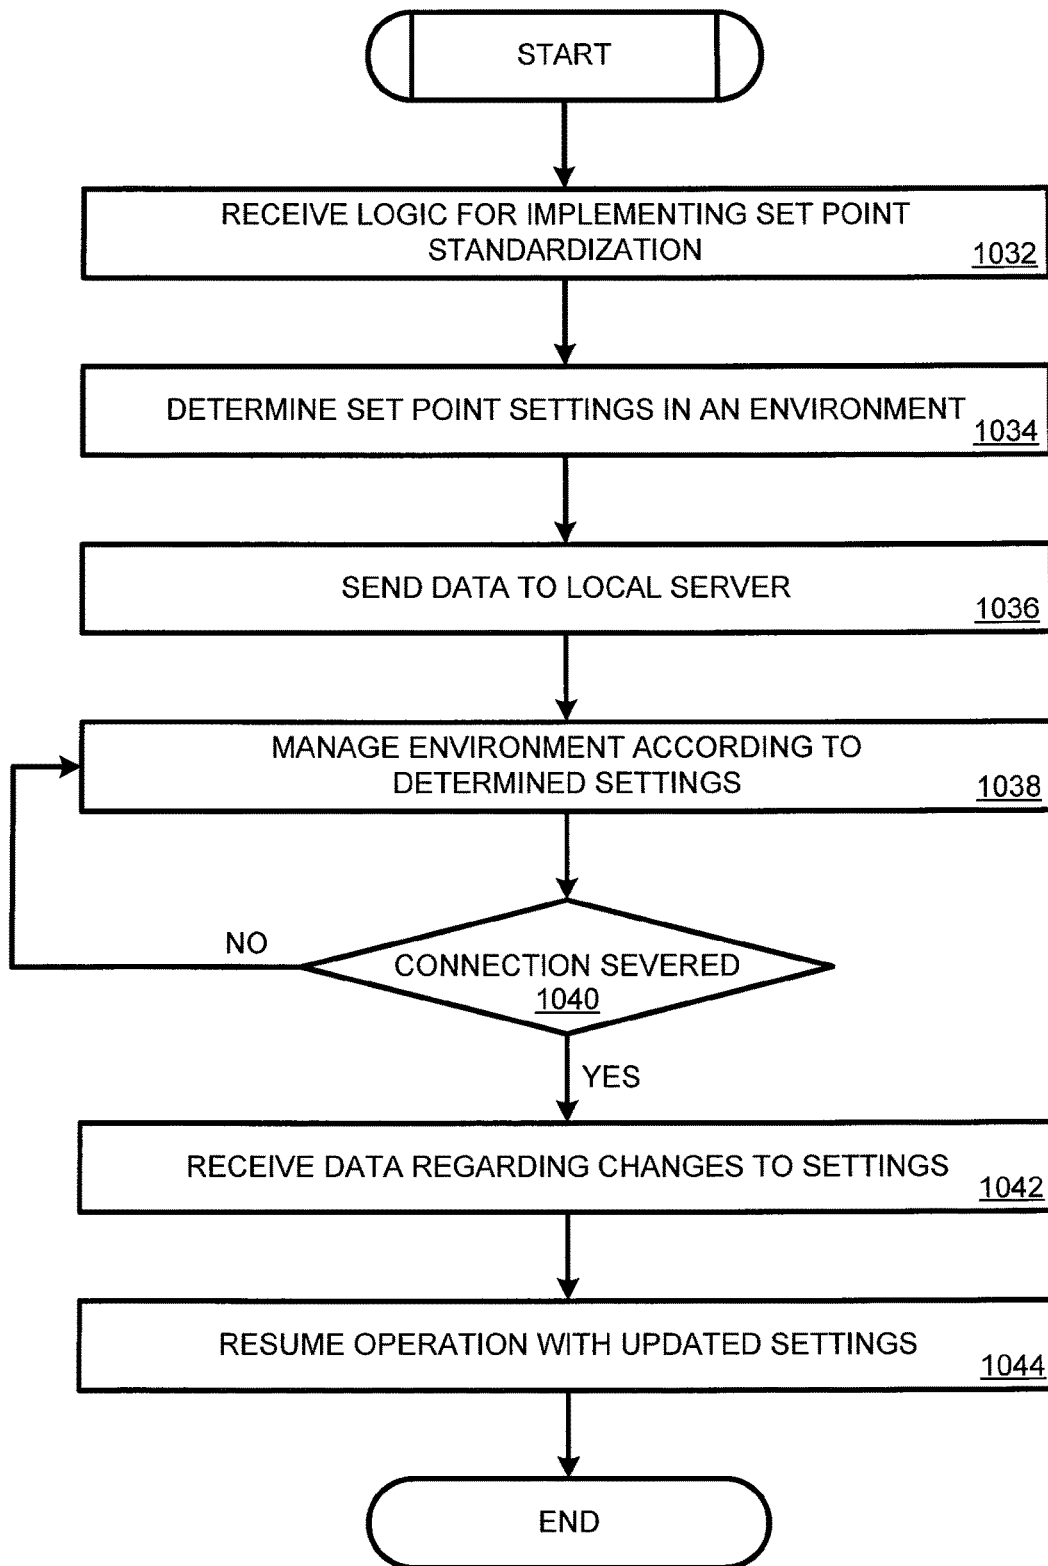 START
RECEIVE LOGIC FOR IMPLEMENTING SET POINT
STANDARDIZATION
1032
DETERMINE SET POINT SETTINGS IN AN ENVIRONMENT
1034
SEND DATA TO LOCAL SERVER
1036
MANAGE ENVIRONMENT ACCORDING TO
DETERMINED SETTINGS
1038
NO
CONNECTION SEVERED
1040
YES
RECEIVE DATA REGARDING CHANGES TO SETTINGS
1042
RESUME OPERATION WITH UPDATED SETTINGS
1044
END